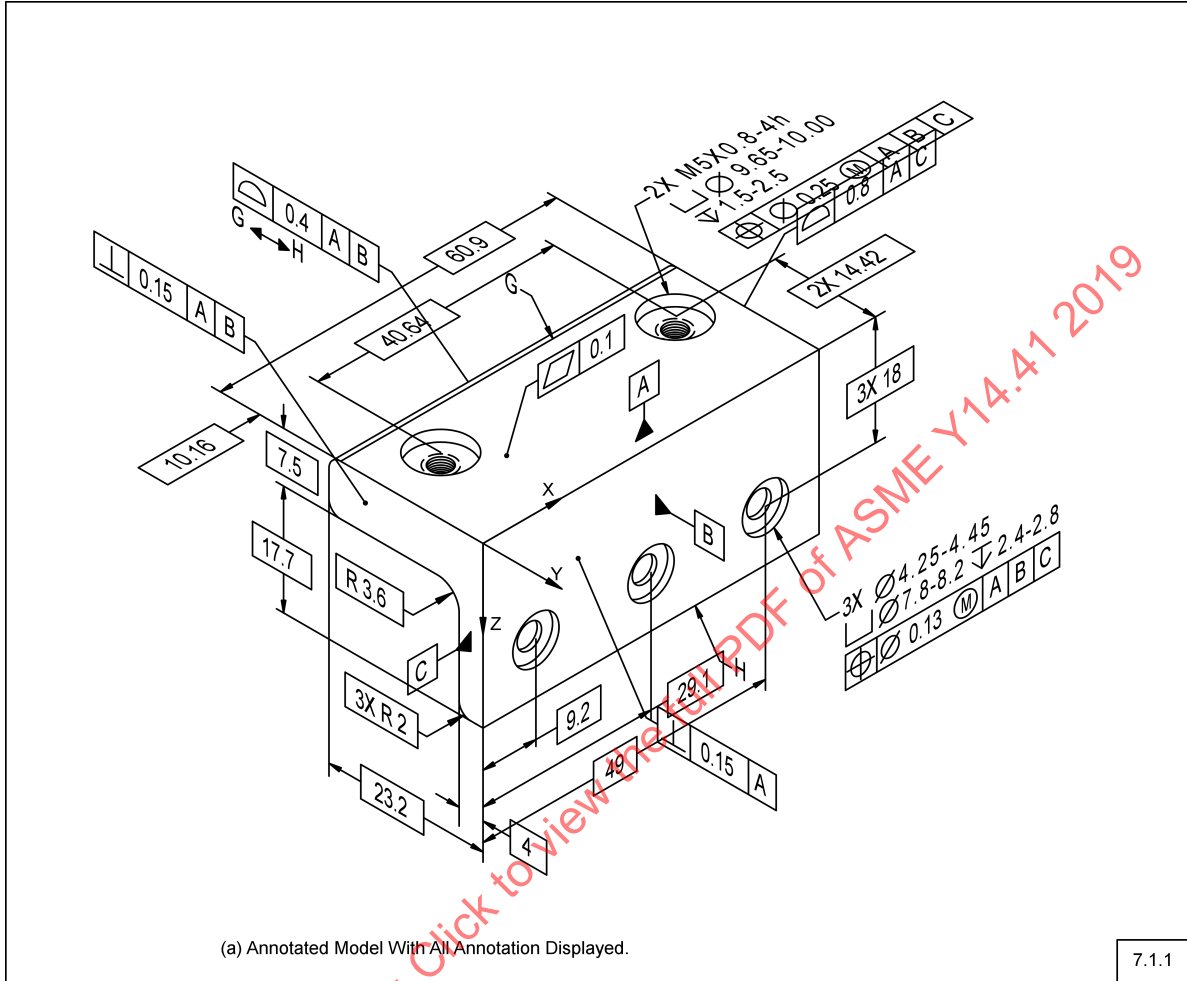 2X M5X0.8-4h
⌴ ∅ 9.65-10.00
↧ 1.5-2.5
⌖ ∅ 0.25 Ⓜ A B C
⌓ 0.8 A C
⌓ 0.4 A B
G ↔ H
⟂ 0.15 A B
60.9
40.64
G
⏥ 0.1
A
2X 14.42
3X 18
10.16
7.5
17.7
X
Y
Z
B
R 3.6
C
3X R 2
3X ∅ 4.25-4.45
⌴ ∅ 7.8-8.2 ↧ 2.4-2.8
⌖ ∅ 0.13 Ⓜ A B C
H
29.1
9.2
49
⟂ 0.15 A
23.2
4
Click to view the full PDF of ASME Y14.41 2019
(a) Annotated Model With All Annotation Displayed.
7.1.1